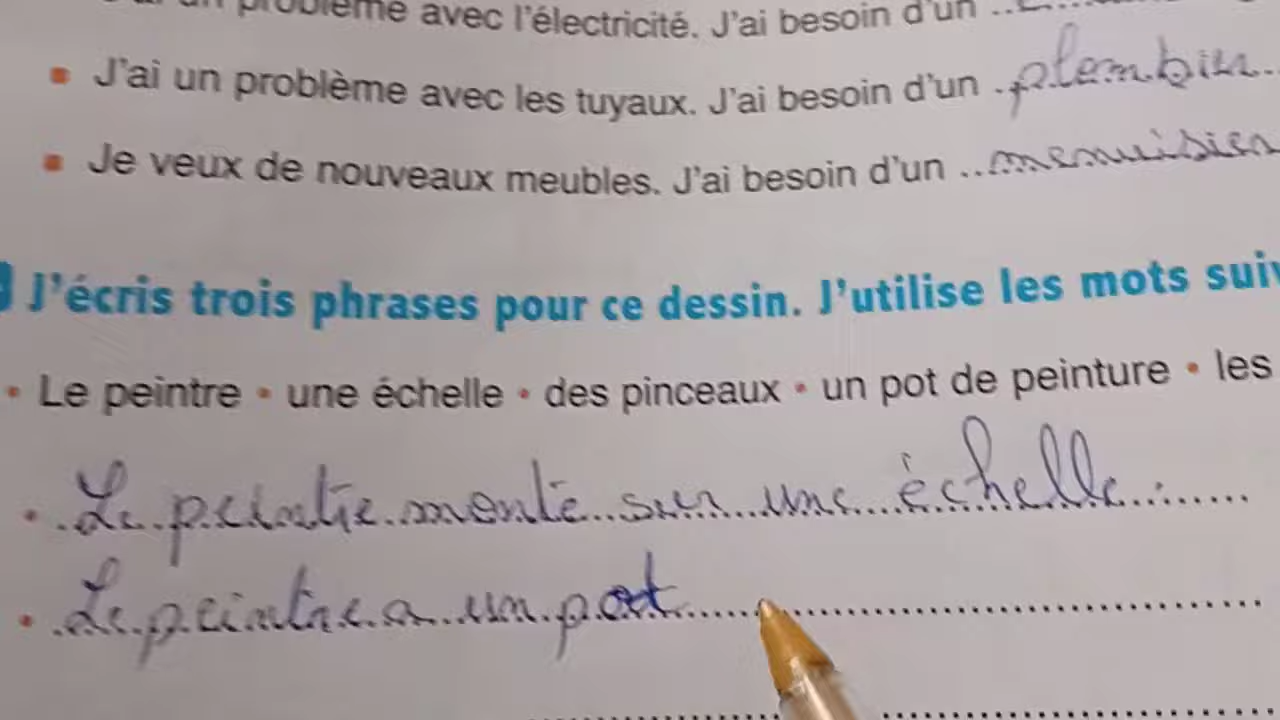 un problème avec l'électricité. J'ai besoin d'un
▪ J'ai un problème avec les tuyaux. J'ai besoin d'un plombier
▪ Je veux de nouveaux meubles. J'ai besoin d'un menuisier
J'écris trois phrases pour ce dessin. J'utilise les mots suiv
• Le peintre • une échelle • des pinceaux • un pot de peinture • les
• Le peintre monte sur une échelle.
• Le peintre a un pot